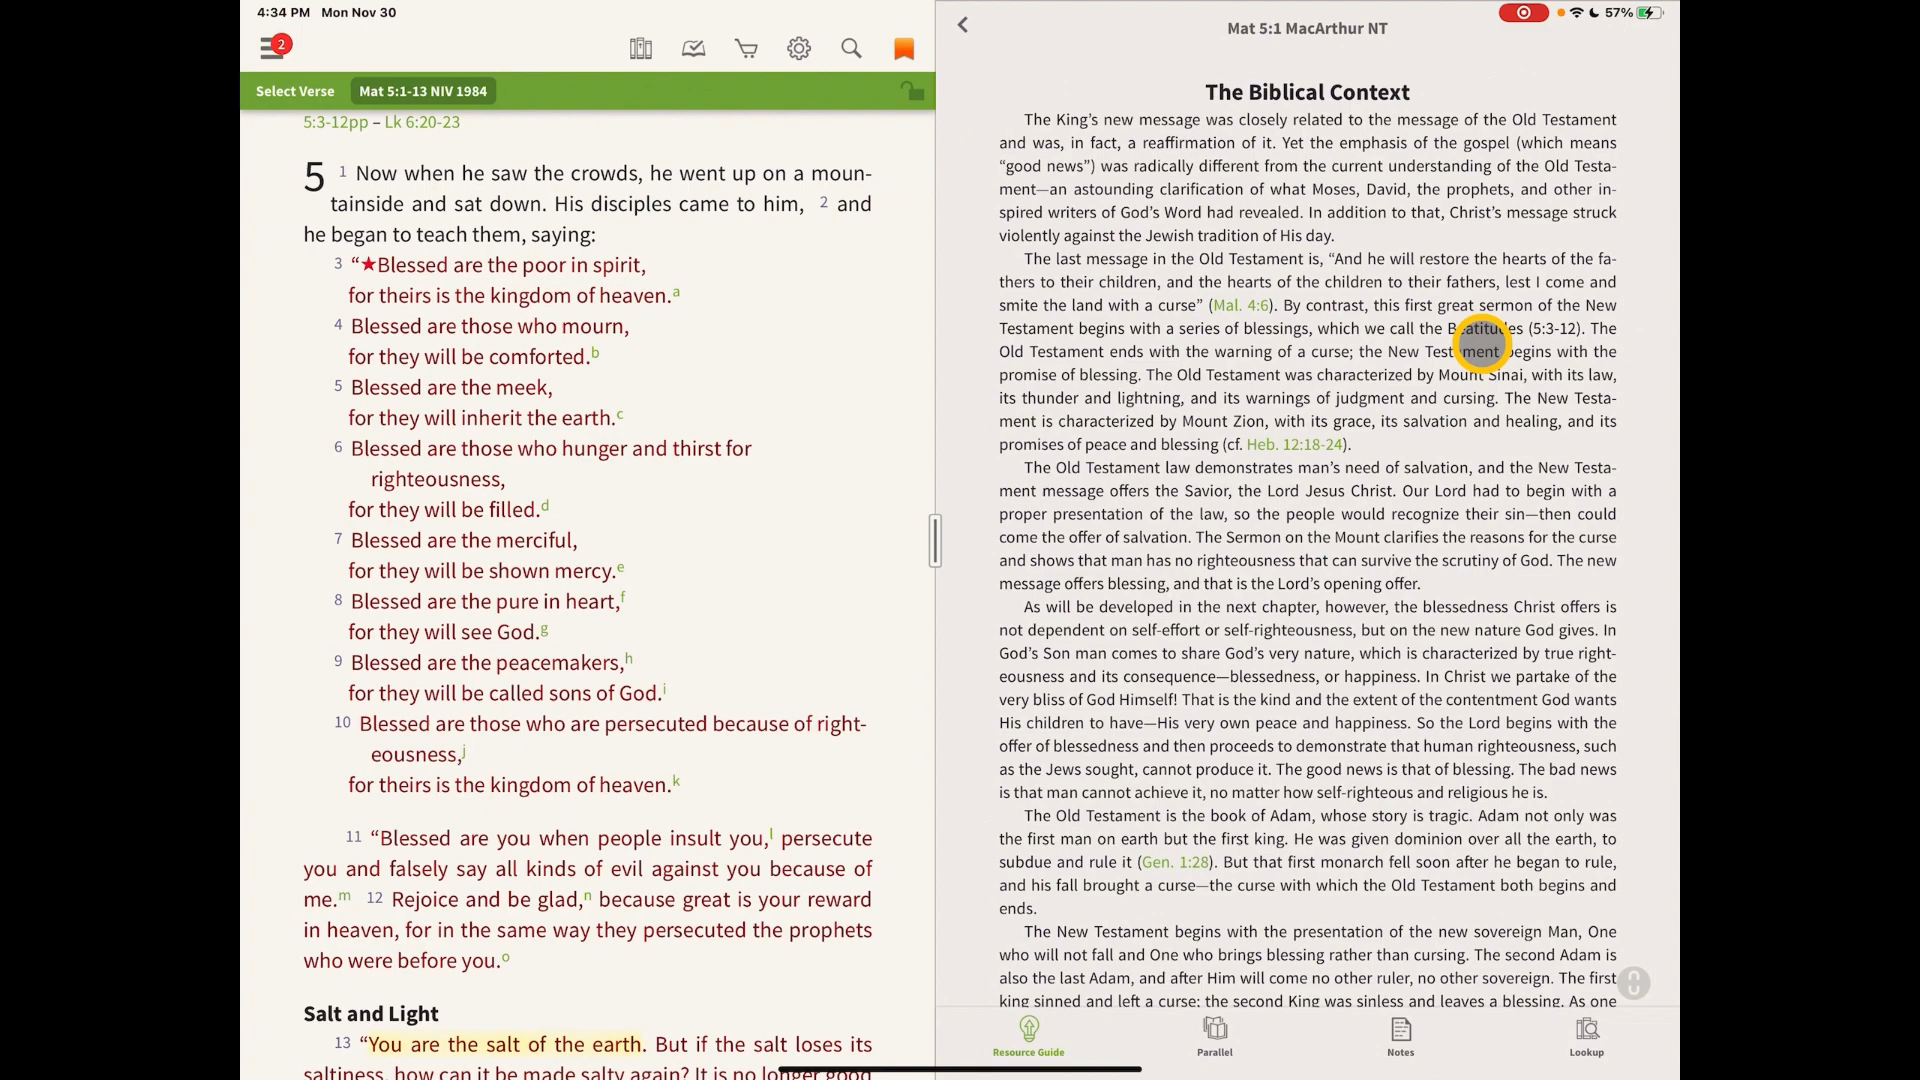 4:34 PM Mon Nov 30
57%
2
Select Verse Mat 5:1-13 NIV 1984
5:3-12pp – Lk 6:20-23
5 1 Now when he saw the crowds, he went up on a moun-
tainside and sat down. His disciples came to him, 2 and
he began to teach them, saying:
3 “★Blessed are the poor in spirit,
for theirs is the kingdom of heaven.a
4 Blessed are those who mourn,
for they will be comforted.b
5 Blessed are the meek,
for they will inherit the earth.c
6 Blessed are those who hunger and thirst for
righteousness,
for they will be filled.d
7 Blessed are the merciful,
for they will be shown mercy.e
8 Blessed are the pure in heart,f
for they will see God.g
9 Blessed are the peacemakers,h
for they will be called sons of God.i
10 Blessed are those who are persecuted because of right-
eousness,j
for theirs is the kingdom of heaven.k
11 “Blessed are you when people insult you,l persecute
you and falsely say all kinds of evil against you because of
me.m 12 Rejoice and be glad,n because great is your reward
in heaven, for in the same way they persecuted the prophets
who were before you.o
Salt and Light
13 “You are the salt of the earth. But if the salt loses its
saltiness, how can it be made salty again? It is no longer good
Mat 5:1 MacArthur NT
The Biblical Context
The King’s new message was closely related to the message of the Old Testament
and was, in fact, a reaffirmation of it. Yet the emphasis of the gospel (which means
“good news”) was radically different from the current understanding of the Old Testa-
ment—an astounding clarification of what Moses, David, the prophets, and other in-
spired writers of God’s Word had revealed. In addition to that, Christ’s message struck
violently against the Jewish tradition of His day.
The last message in the Old Testament is, “And he will restore the hearts of the fa-
thers to their children, and the hearts of the children to their fathers, lest I come and
smite the land with a curse” (Mal. 4:6). By contrast, this first great sermon of the New
Testament begins with a series of blessings, which we call the Beatitudes (5:3-12). The
Old Testament ends with the warning of a curse; the New Testament begins with the
promise of blessing. The Old Testament was characterized by Mount Sinai, with its law,
its thunder and lightning, and its warnings of judgment and cursing. The New Testa-
ment is characterized by Mount Zion, with its grace, its salvation and healing, and its
promises of peace and blessing (cf. Heb. 12:18-24).
The Old Testament law demonstrates man’s need of salvation, and the New Testa-
ment message offers the Savior, the Lord Jesus Christ. Our Lord had to begin with a
proper presentation of the law, so the people would recognize their sin—then could
come the offer of salvation. The Sermon on the Mount clarifies the reasons for the curse
and shows that man has no righteousness that can survive the scrutiny of God. The new
message offers blessing, and that is the Lord’s opening offer.
As will be developed in the next chapter, however, the blessedness Christ offers is
not dependent on self-effort or self-righteousness, but on the new nature God gives. In
God’s Son man comes to share God’s very nature, which is characterized by true right-
eousness and its consequence—blessedness, or happiness. In Christ we partake of the
very bliss of God Himself! That is the kind and the extent of the contentment God wants
His children to have—His very own peace and happiness. So the Lord begins with the
offer of blessedness and then proceeds to demonstrate that human righteousness, such
as the Jews sought, cannot produce it. The good news is that of blessing. The bad news
is that man cannot achieve it, no matter how self-righteous and religious he is.
The Old Testament is the book of Adam, whose story is tragic. Adam not only was
the first man on earth but the first king. He was given dominion over all the earth, to
subdue and rule it (Gen. 1:28). But that first monarch fell soon after he began to rule,
and his fall brought a curse—the curse with which the Old Testament both begins and
ends.
The New Testament begins with the presentation of the new sovereign Man, One
who will not fall and One who brings blessing rather than cursing. The second Adam is
also the last Adam, and after Him will come no other ruler, no other sovereign. The first
king sinned and left a curse; the second King was sinless and leaves a blessing. As one
Resource Guide Parallel Notes Lookup